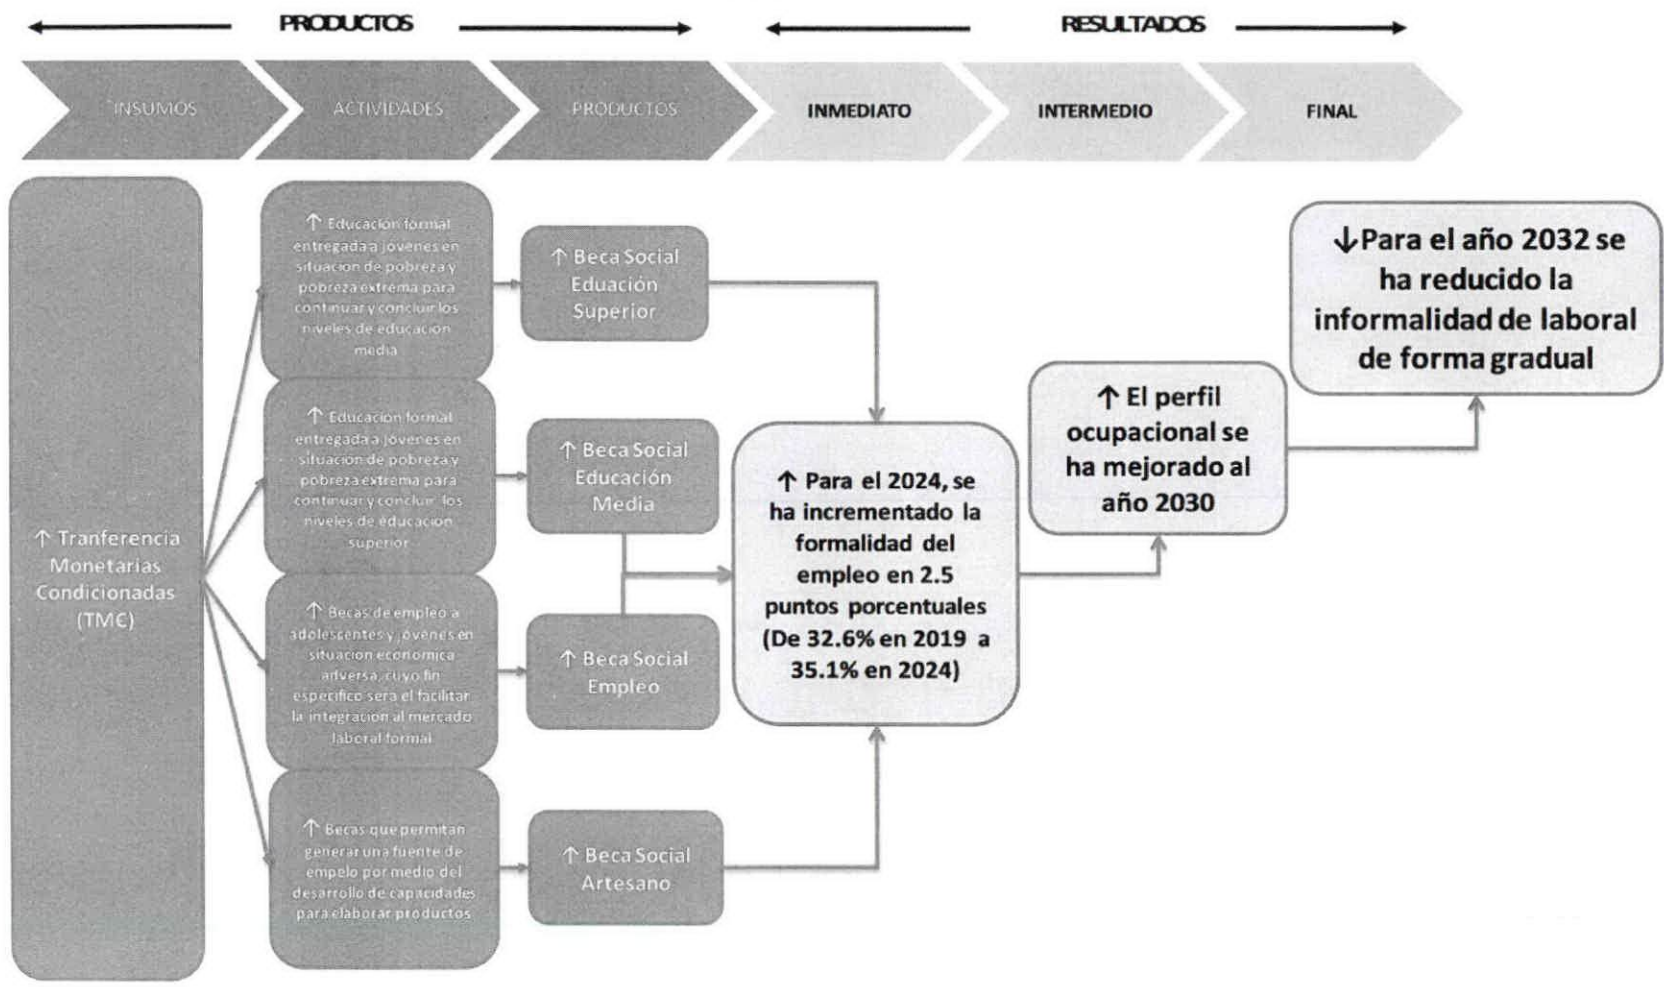 PRODUCTOS
RESULTADOS
INSUMOS
ACTIVIDADES
PRODUCTOS
INMEDIATO
INTERMEDIO
FINAL
↑ Tranferencia
Monetarias
Condicionadas
(TMC)
↑ Educación formal
entregada a jóvenes en
situación de pobreza y
pobreza extrema para
continuar y concluir los
niveles de educación
media
↑ Educación formal
entregada a jóvenes en
situación de pobreza y
pobreza extrema para
continuar y concluir los
niveles de educación
superior
↑ Becas de empleo a
adolescentes y jóvenes en
situación económica
adversa, cuyo fin
especifico sera el facilitar
la integración al mercado
laboral formal
↑ Becas que permitan
generar una fuente de
empelo por medio del
desarrollo de capacidades
para elaborar productos
↑ Beca Social
Eduación
Superior
↑ Beca Social
Educación
Media
↑ Beca Social
Empleo
↑ Beca Social
Artesano
↑ Para el 2024, se
ha incrementado la
formalidad del
empleo en 2.5
puntos porcentuales
(De 32.6% en 2019 a
35.1% en 2024)
↑ El perfil
ocupacional se
ha mejorado al
año 2030
↓Para el año 2032 se
ha reducido la
informalidad de laboral
de forma gradual